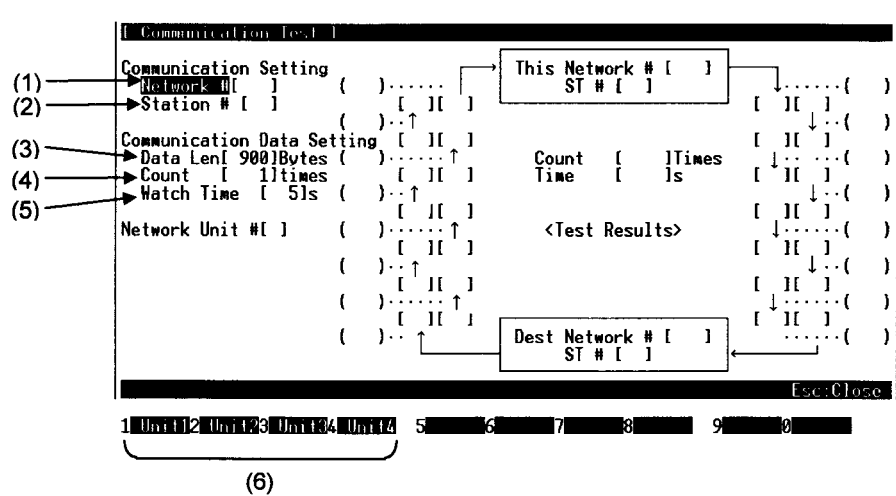 [ Communication Test ]
Communication Setting
(1) Network #[ ]
(2) Station # [ ]
Communication Data Setting
(3) Data Len[ 900]Bytes
(4) Count [ 1]times
(5) Watch Time [ 5]s
Network Unit #[ ]
This Network # [ ]
ST # [ ]
Count [ ]Times
Time [ ]s
<Test Results>
Dest Network # [ ]
ST # [ ]
Esc:Close
1 Unit1 2 Unit2 3 Unit3 4 Unit4 5 6 7 8 9 0
(6)